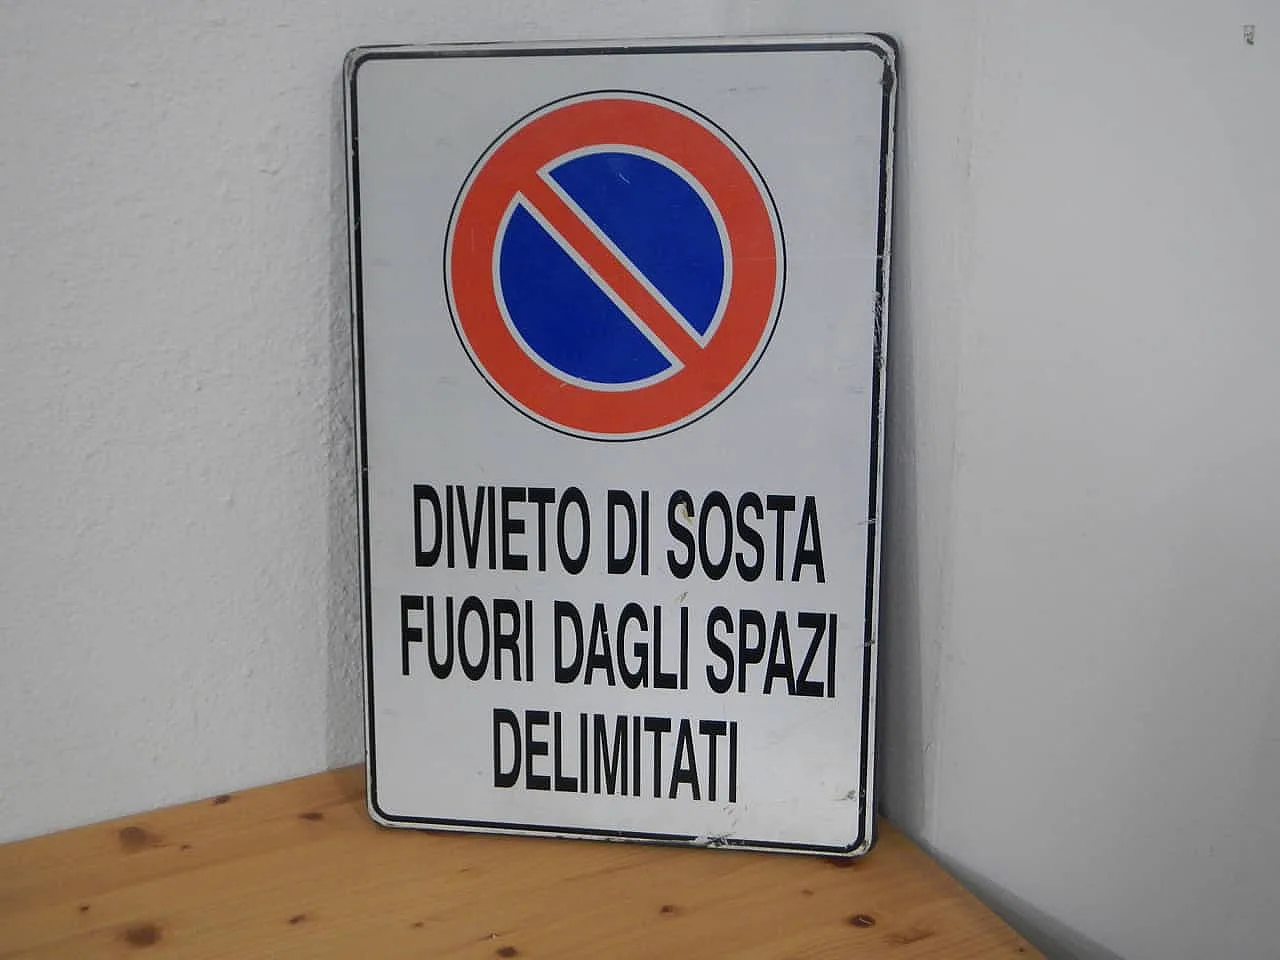 DIVIETO DI SOSTA
FUORI DAGLI SPAZI
DELIMITATI